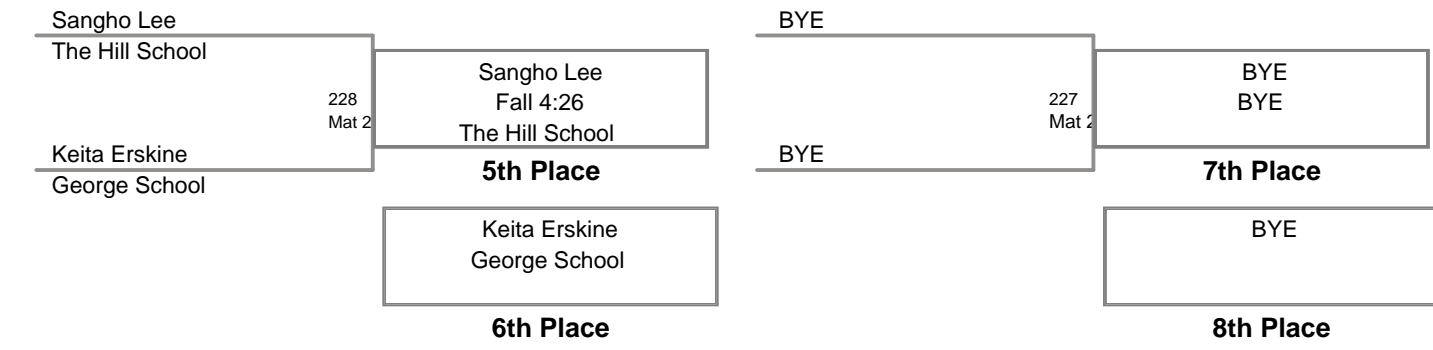 Sangho Lee
The Hill School
228
Mat 2
Keita Erskine
George School
Sangho Lee
Fall 4:26
The Hill School
5th Place
Keita Erskine
George School
6th Place
BYE
227
Mat 2
BYE
BYE
BYE
7th Place
BYE
8th Place